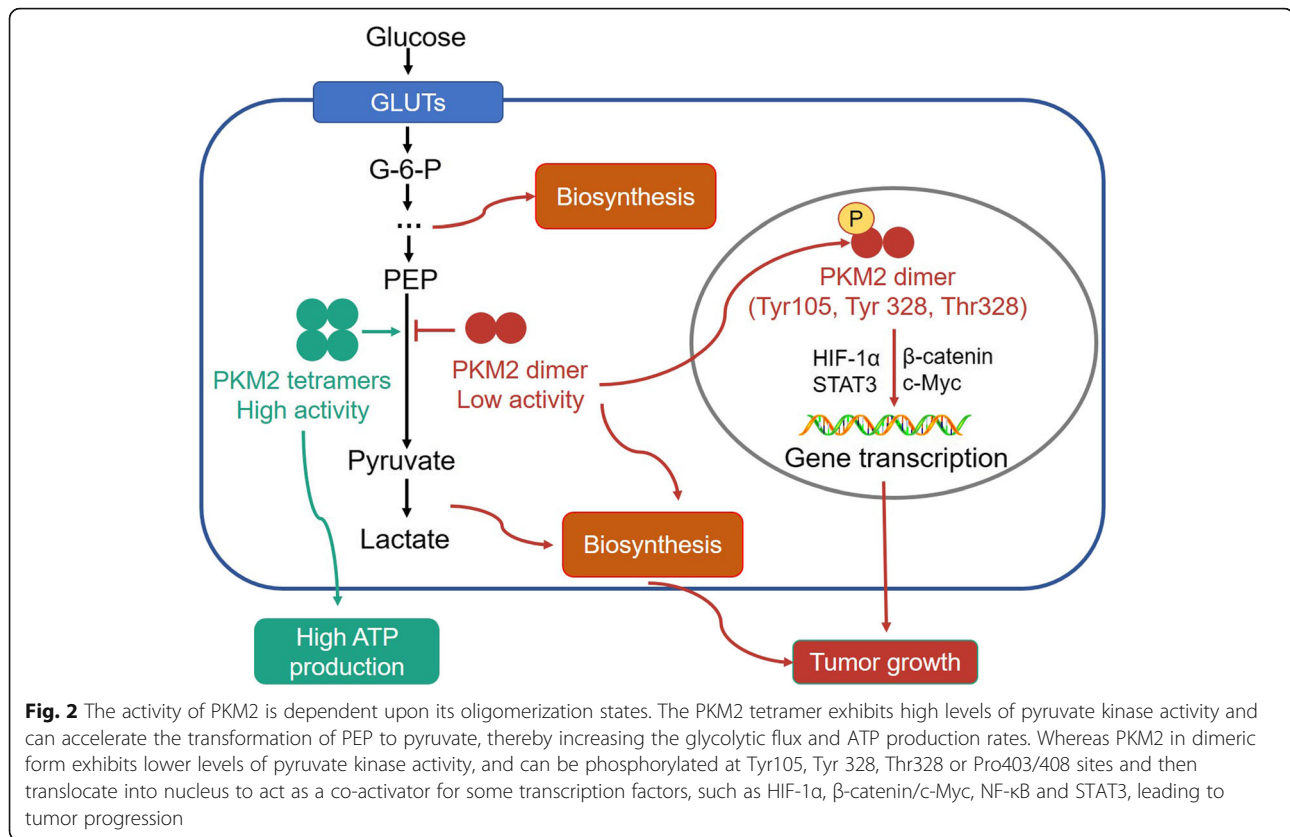 Glucose
GLUTs
G-6-P
...
Biosynthesis
PEP
PKM2 tetramers
High activity
PKM2 dimer
Low activity
P
PKM2 dimer
(Tyr105, Tyr 328, Thr328)
HIF-1α β-catenin
STAT3 c-Myc
Gene transcription
Pyruvate
Lactate
Biosynthesis
High ATP
production
Tumor growth
Fig. 2 The activity of PKM2 is dependent upon its oligomerization states. The PKM2 tetramer exhibits high levels of pyruvate kinase activity and
can accelerate the transformation of PEP to pyruvate, thereby increasing the glycolytic flux and ATP production rates. Whereas PKM2 in dimeric
form exhibits lower levels of pyruvate kinase activity, and can be phosphorylated at Tyr105, Tyr 328, Thr328 or Pro403/408 sites and then
translocate into nucleus to act as a co-activator for some transcription factors, such as HIF-1α, β-catenin/c-Myc, NF-κB and STAT3, leading to
tumor progression